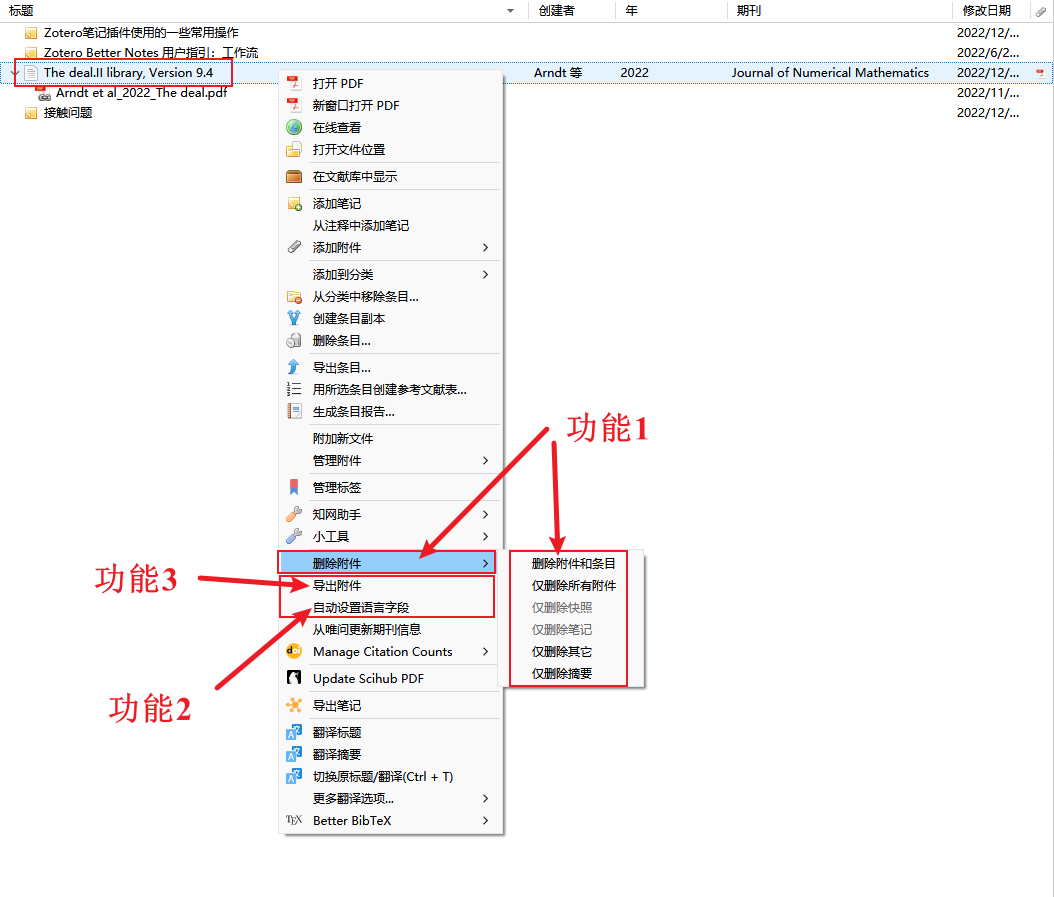 标题 创建者 年 期刊 修改日期
Zotero笔记插件使用的一些常用操作 2022/12/...
Zotero Better Notes 用户指引：工作流 2022/6/2...
The deal.II library, Version 9.4 Arndt 等 2022 Journal of Numerical Mathematics 2022/12/...
Arndt et al_2022_The deal.pdf 2022/11/...
接触问题 2022/12/...
打开 PDF
新窗口打开 PDF
在线查看
打开文件位置
在文献库中显示
添加笔记
从注释中添加笔记
添加附件
添加到分类
从分类中移除条目...
创建条目副本
删除条目...
导出条目...
用所选条目创建参考文献表...
生成条目报告...
附加新文件
管理附件
管理标签
知网助手
小工具
删除附件
导出附件
自动设置语言字段
从唯问更新期刊信息
doi Manage Citation Counts
Update Scihub PDF
导出笔记
翻译标题
翻译摘要
切换原标题/翻译(Ctrl + T)
更多翻译选项...
TEX Better BibTeX
功能1
删除附件和条目
仅删除所有附件
仅删除快照
仅删除笔记
仅删除其它
仅删除摘要
功能3
功能2